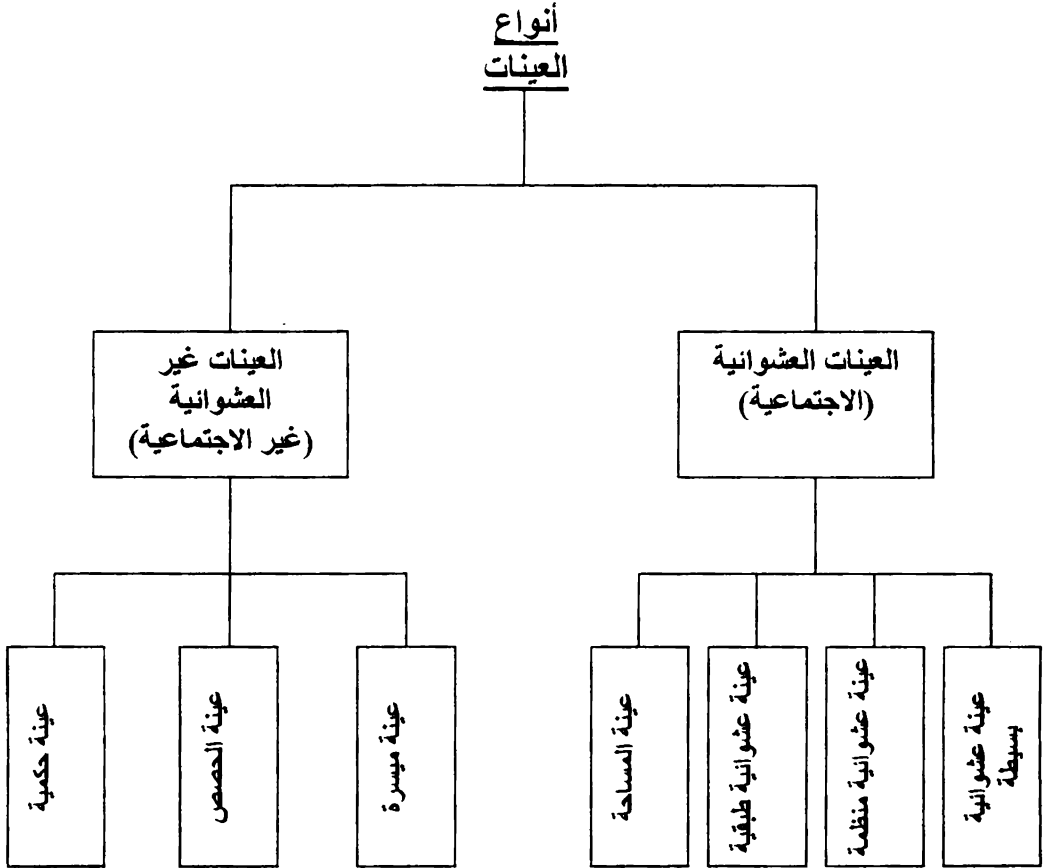 أنواع
العينات
العينات العشوائية
(الاجتماعية)
العينات غير
العشوائية
(غير الاجتماعية)
عينة عشوائية
بسيطة
عينة عشوائية منظمة
عينة عشوائية طبقية
عينة المساحة
عينة ميسرة
عينة الحصص
عينة حكمية